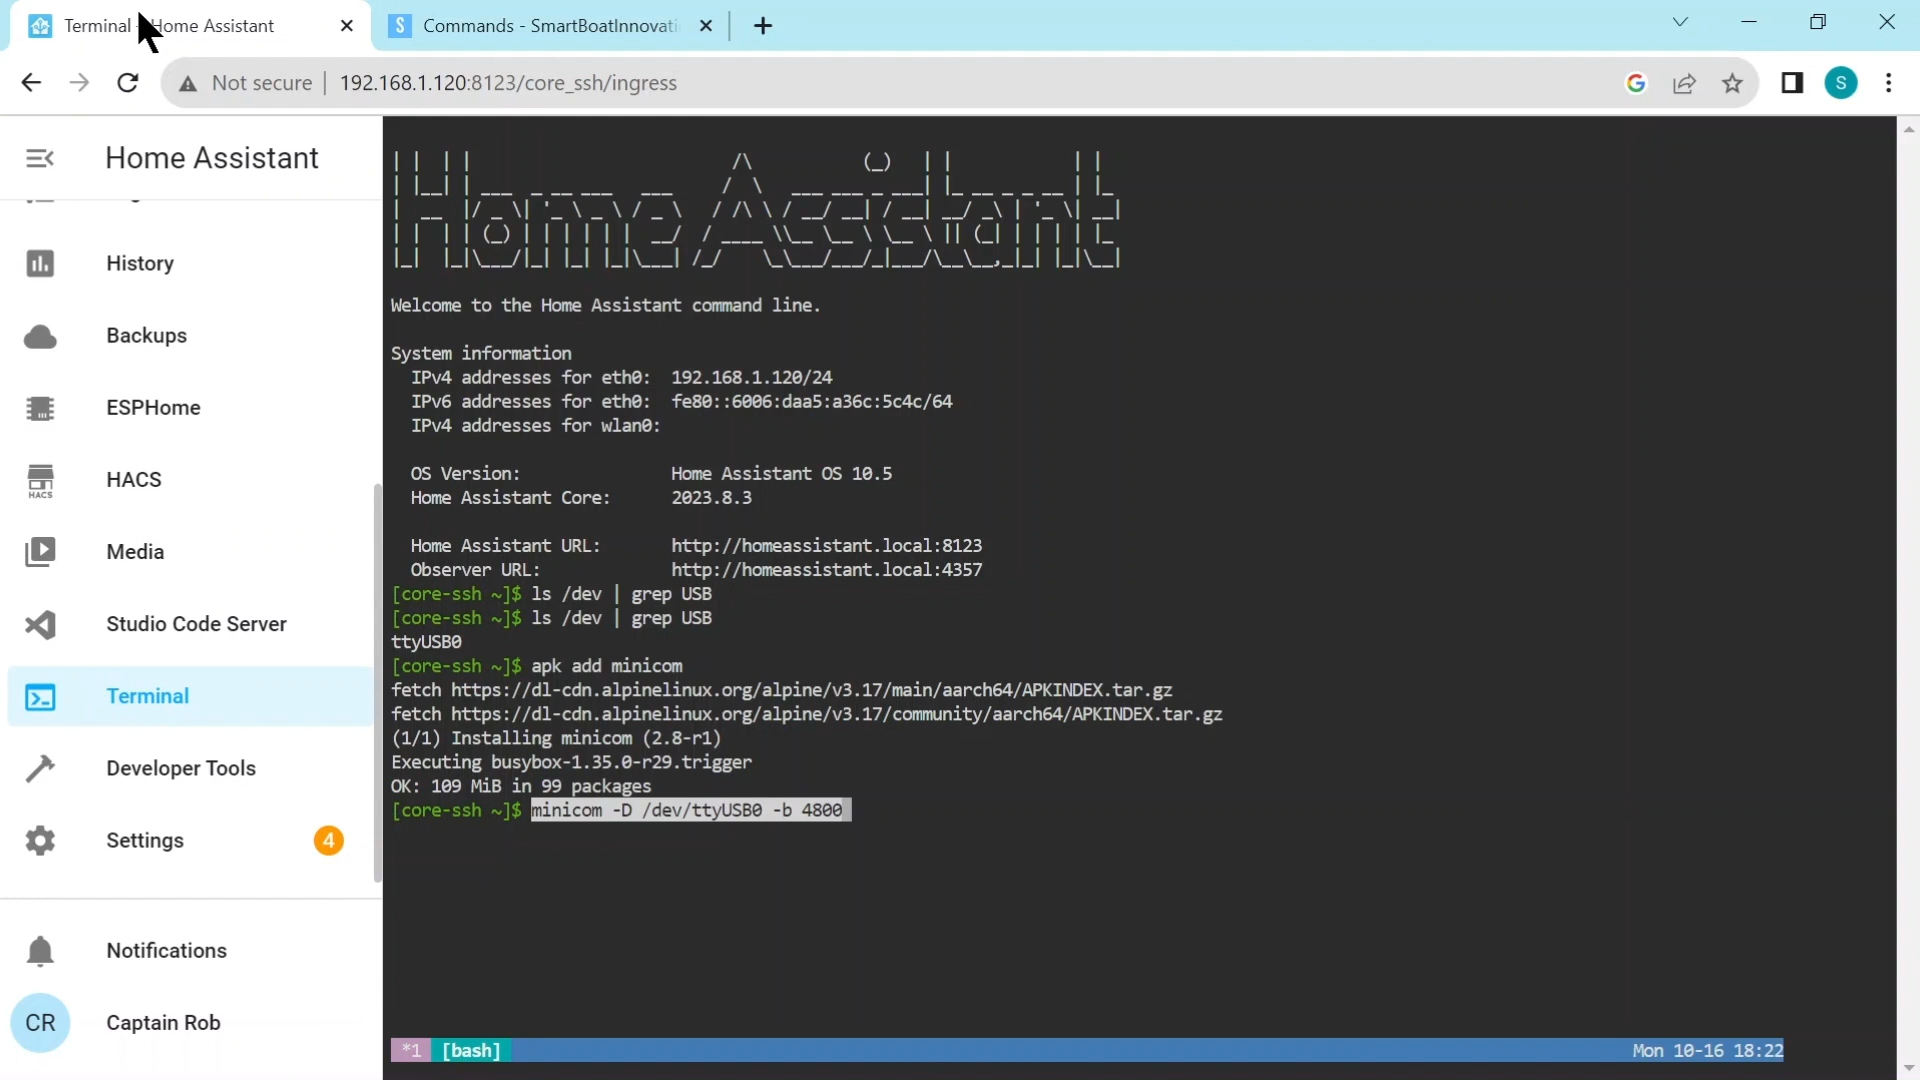 Terminal - Home Assistant
Commands - SmartBoatInnovati
Not secure
192.168.1.120:8123/core_ssh/ingress
S
Home Assistant
History
Backups
ESPHome
HACS
HACS
Media
Studio Code Server
Terminal
Developer Tools
Settings
4
Notifications
CR
Captain Rob
Home Assistant
Welcome to the Home Assistant command line.
System information
IPv4 addresses for eth0: 192.168.1.120/24
IPv6 addresses for eth0: fe80::6006:daa5:a36c:5c4c/64
IPv4 addresses for wlan0:
OS Version: Home Assistant OS 10.5
Home Assistant Core: 2023.8.3
Home Assistant URL: http://homeassistant.local:8123
Observer URL: http://homeassistant.local:4357
[core-ssh ~]$ ls /dev | grep USB
[core-ssh ~]$ ls /dev | grep USB
ttyUSB0
[core-ssh ~]$ apk add minicom
fetch https://dl-cdn.alpinelinux.org/alpine/v3.17/main/aarch64/APKINDEX.tar.gz
fetch https://dl-cdn.alpinelinux.org/alpine/v3.17/community/aarch64/APKINDEX.tar.gz
(1/1) Installing minicom (2.8-r1)
Executing busybox-1.35.0-r29.trigger
OK: 109 MiB in 99 packages
[core-ssh ~]$ minicom -D /dev/ttyUSB0 -b 4800
*1 [bash]
Mon 10-16 18:22